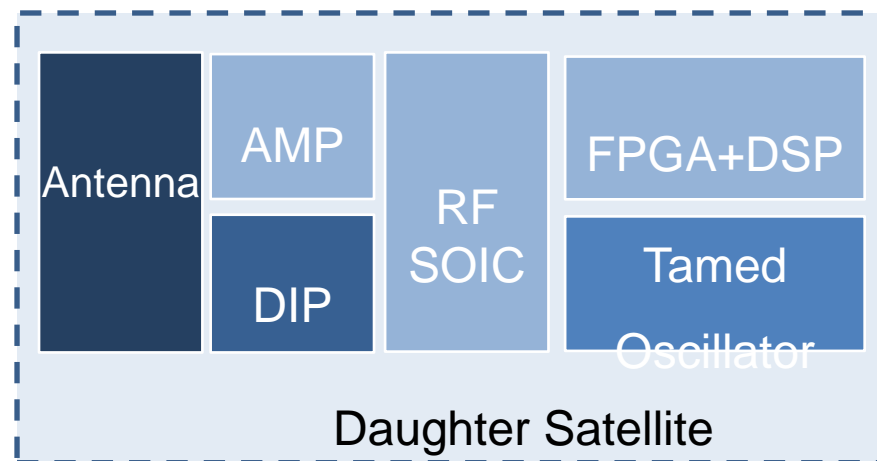 Antenna
AMP
DIP
RF
SOIC
FPGA+DSP
Tamed
Oscillator
Daughter Satellite